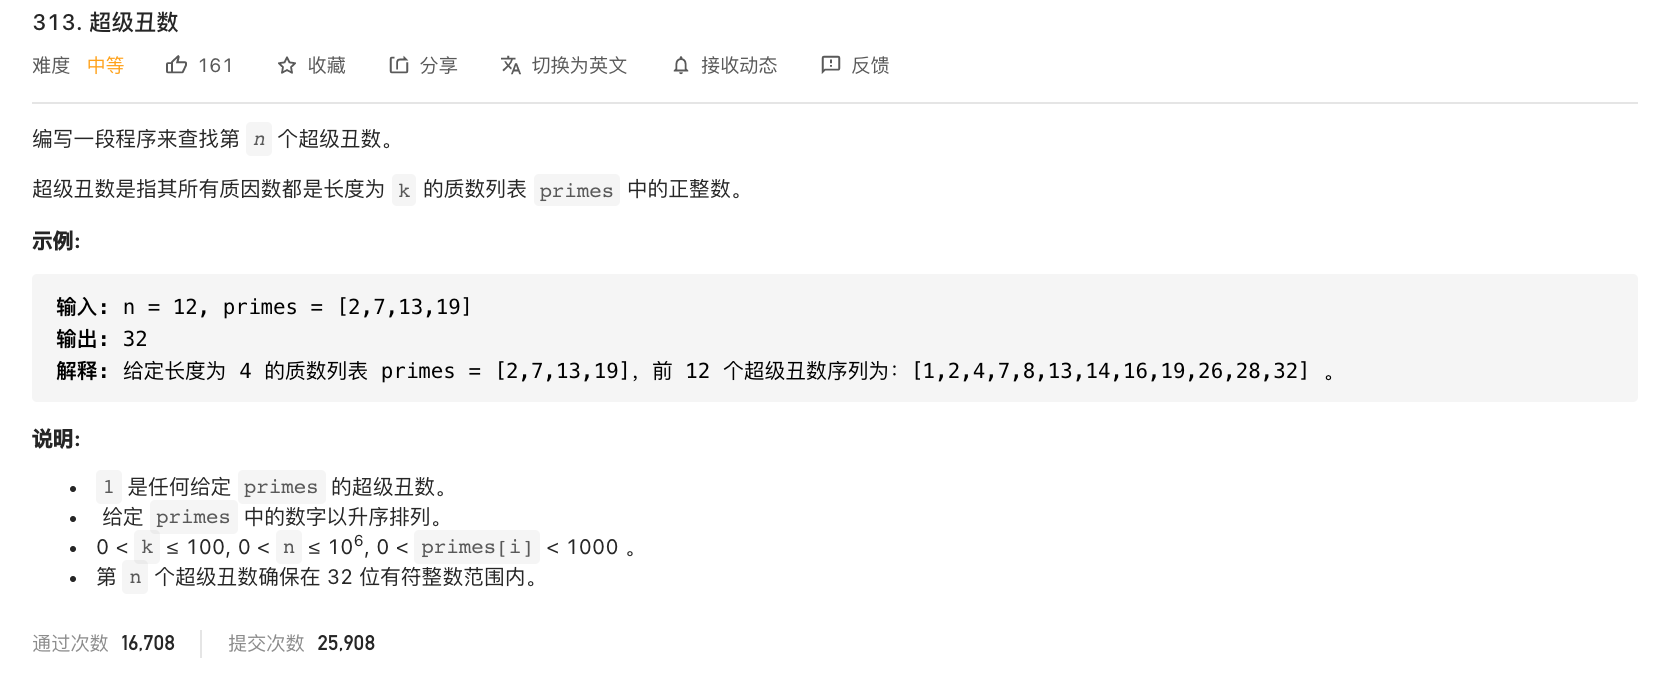 313. 超级丑数
难度 中等 161 收藏 分享 切换为英文 接收动态 反馈
编写一段程序来查找第 n 个超级丑数。
超级丑数是指其所有质因数都是长度为 k 的质数列表 primes 中的正整数。
示例:
输入: n = 12, primes = [2,7,13,19]
输出: 32
解释: 给定长度为 4 的质数列表 primes = [2,7,13,19]，前 12 个超级丑数序列为：[1,2,4,7,8,13,14,16,19,26,28,32] 。
说明:
• 1 是任何给定 primes 的超级丑数。
• 给定 primes 中的数字以升序排列。
• 0 < k ≤ 100, 0 < n ≤ 10⁶, 0 < primes[i] < 1000 。
• 第 n 个超级丑数确保在 32 位有符整数范围内。
通过次数 16,708 提交次数 25,908